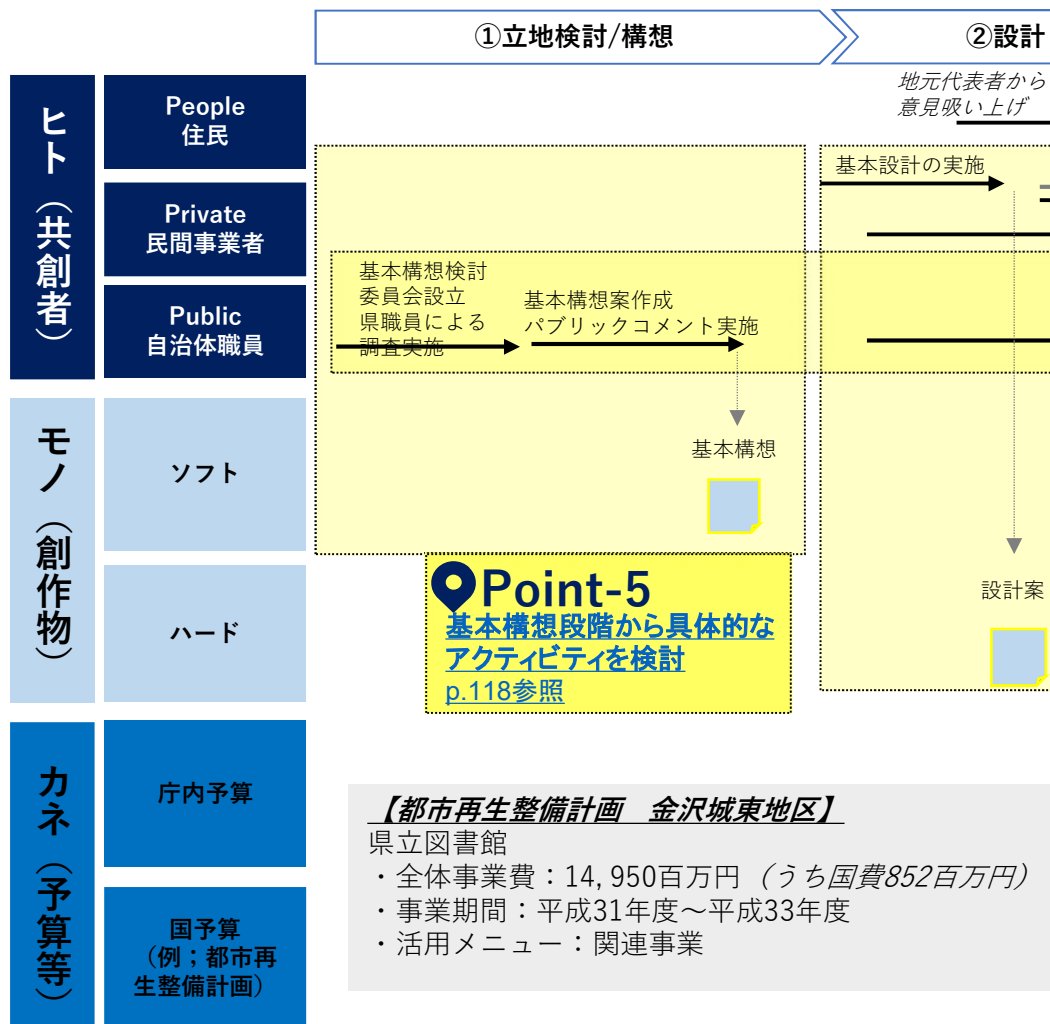 ①立地検討/構想
②設計
ヒト（共創者）
People
住民
Private
民間事業者
Public
自治体職員
地元代表者から
意見吸い上げ
基本設計の実施
基本構想検討
委員会設立
県職員による
調査実施
基本構想案作成
パブリックコメント実施
基本構想
モノ（創作物）
ソフト
ハード
設計案
Point-5
基本構想段階から具体的な
アクティビティを検討
p.118参照
カネ（予算等）
庁内予算
国予算
（例；都市再
生整備計画）
【都市再生整備計画　金沢城東地区】
県立図書館
・全体事業費：14,950百万円（うち国費852百万円）
・事業期間：平成31年度～平成33年度
・活用メニュー：関連事業